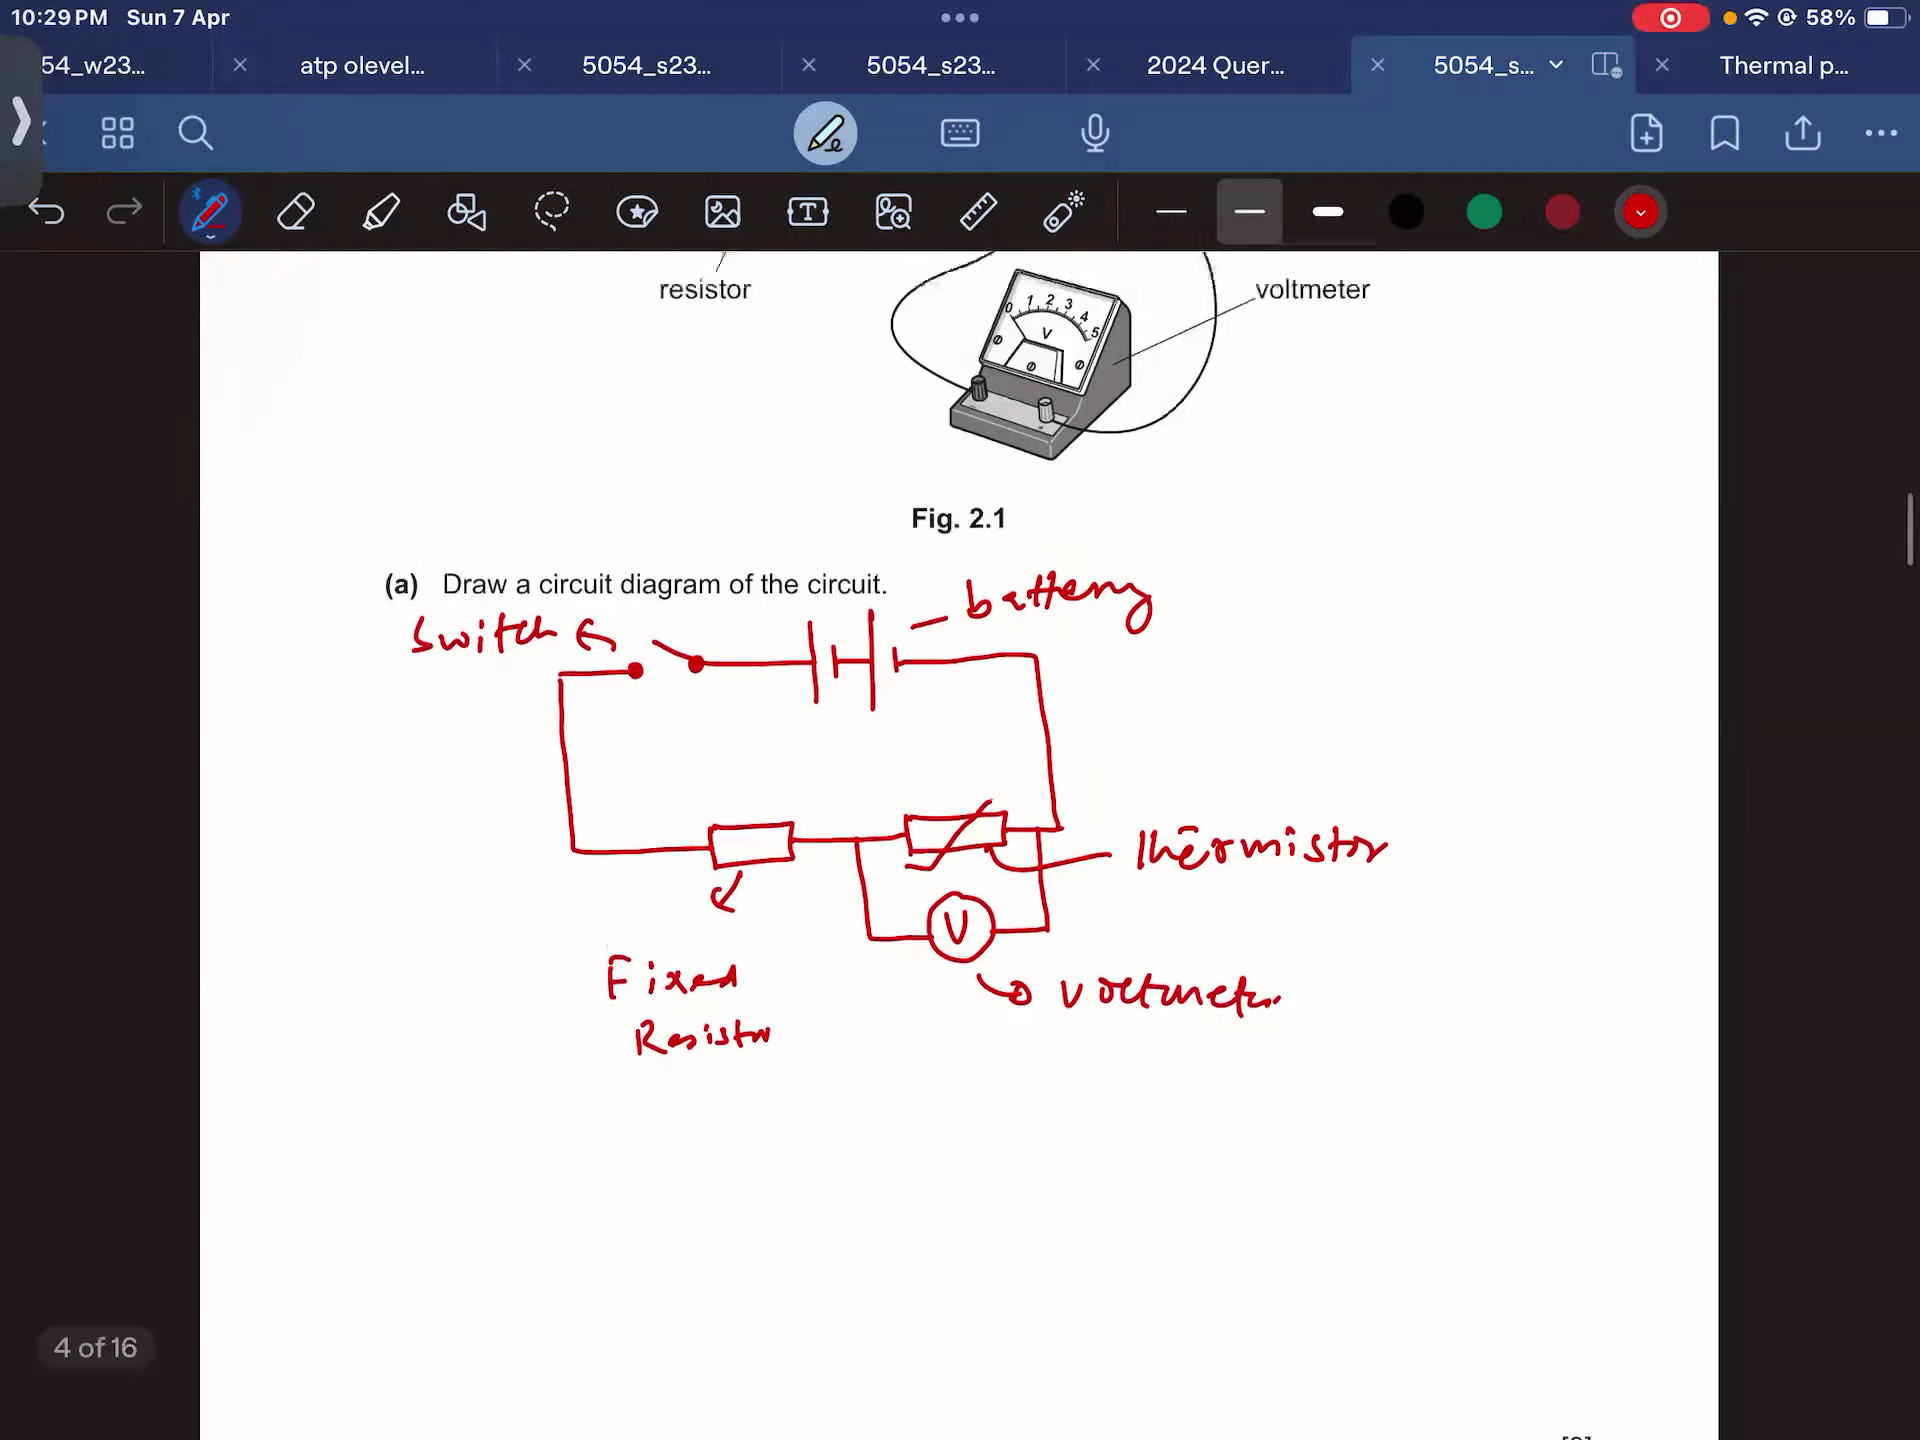 10:29 PM Sun 7 Apr
58%
54_w23...
atp olevel...
5054_s23...
5054_s23...
2024 Quer...
5054_s...
Thermal p...
resistor
voltmeter
0 1 2 3 4 5
V
Fig. 2.1
(a) Draw a circuit diagram of the circuit.
battery
Switch
Thermistor
V
Fixed
Resistor
Voltmeter
4 of 16